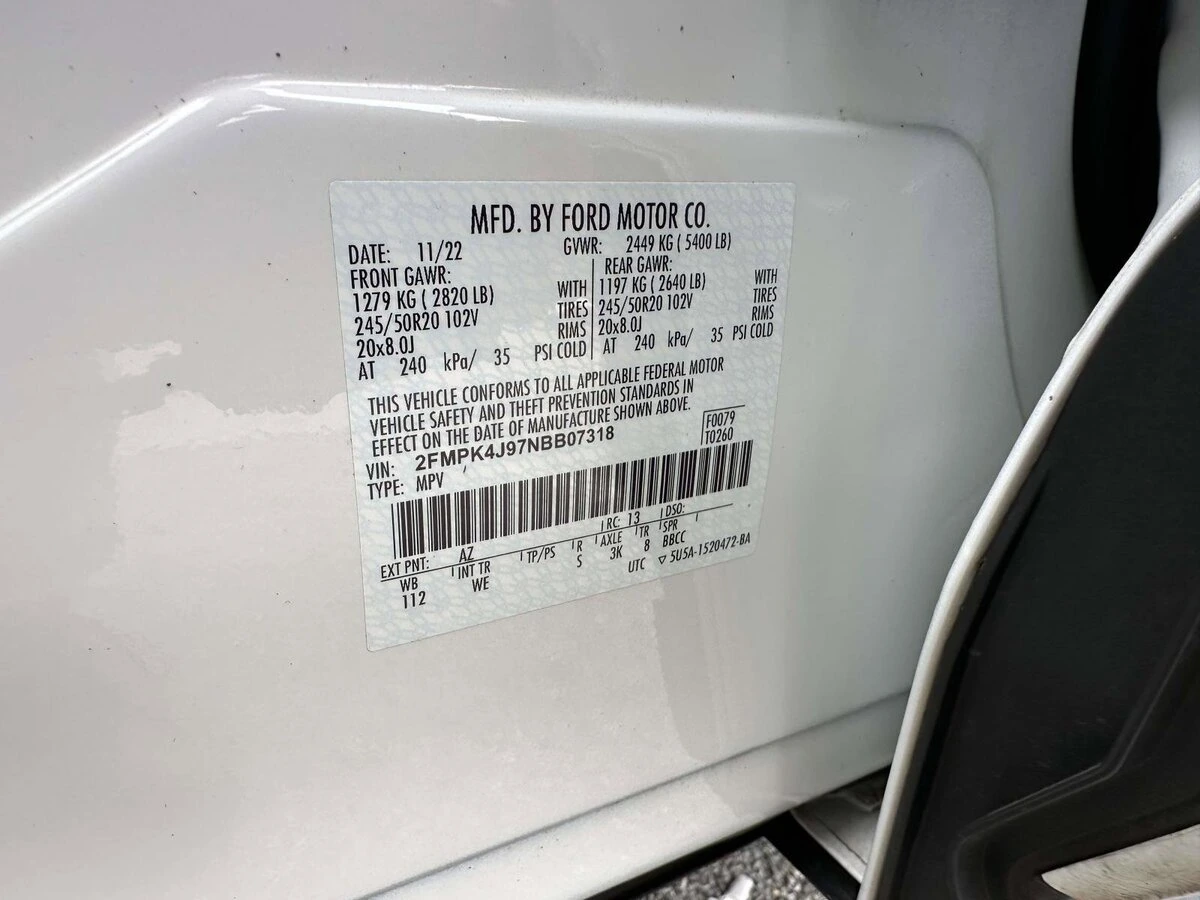 MFD. BY FORD MOTOR CO.
DATE: 11/22 GVWR: 2449 KG ( 5400 LB)
FRONT GAWR: REAR GAWR:
1279 KG ( 2820 LB) WITH 1197 KG ( 2640 LB) WITH
245/50R20 102V TIRES 245/50R20 102V TIRES
20x8.0J RIMS 20x8.0J RIMS
AT 240 kPa/ 35 PSI COLD AT 240 kPa/ 35 PSI COLD
THIS VEHICLE CONFORMS TO ALL APPLICABLE FEDERAL MOTOR
VEHICLE SAFETY AND THEFT PREVENTION STANDARDS IN
EFFECT ON THE DATE OF MANUFACTURE SHOWN ABOVE.
F0079
VIN: 2FMPK4J97NBB07318 T0260
TYPE: MPV
EXT PNT: AZ RC: 13 DSO:
WB INT TR TP/PS R AXLE TR SPR
112 WE S 3K 8 BBCC
UTC ▽ 5U5A-1520472-BA